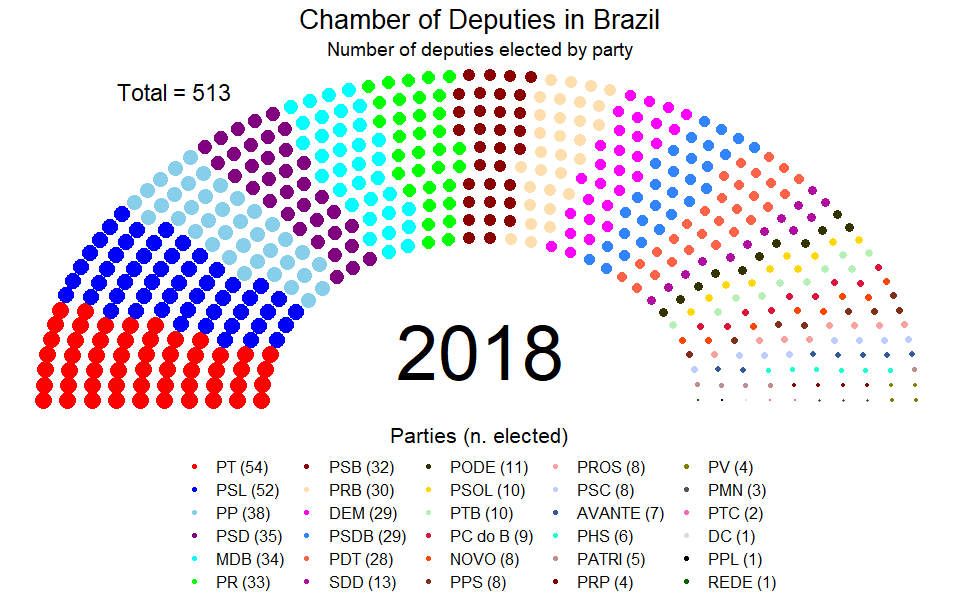 Chamber of Deputies in Brazil
Number of deputies elected by party
Total = 513
2018
Parties (n. elected)
PT (54) PSB (32) PODE (11) PROS (8) PV (4)
PSL (52) PRB (30) PSOL (10) PSC (8) PMN (3)
PP (38) DEM (29) PTB (10) AVANTE (7) PTC (2)
PSD (35) PSDB (29) PC do B (9) PHS (6) DC (1)
MDB (34) PDT (28) NOVO (8) PATRI (5) PPL (1)
PR (33) SDD (13) PPS (8) PRP (4) REDE (1)